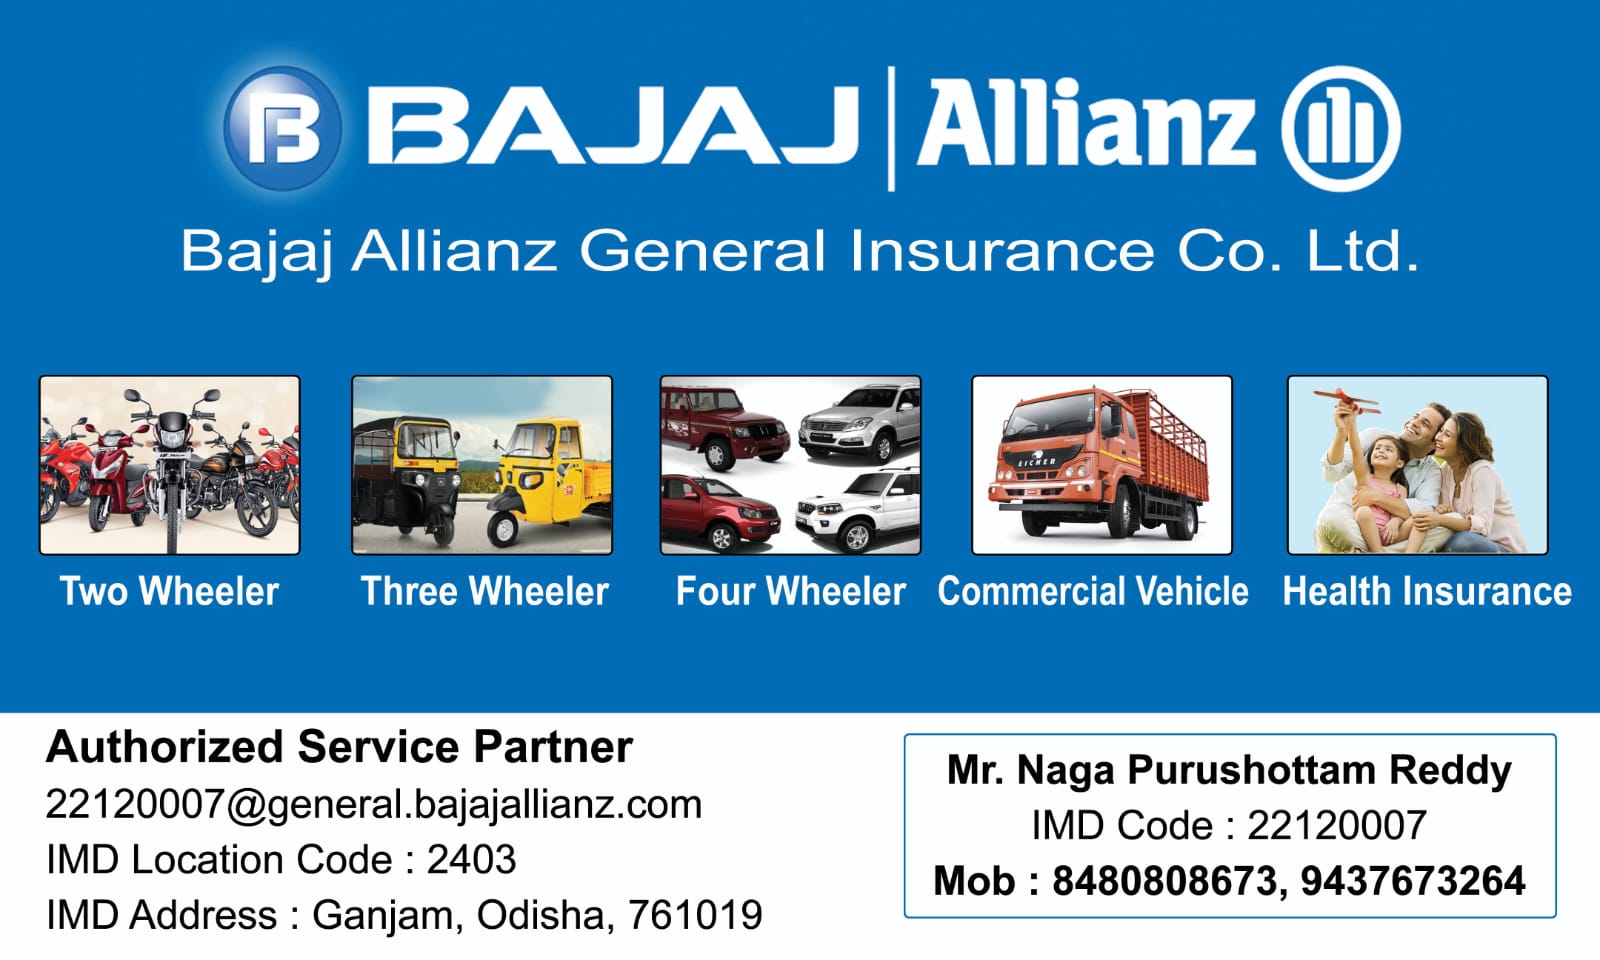 B BAJAJ | Allianz
Bajaj Allianz General Insurance Co. Ltd.
EICHER
Two Wheeler
Three Wheeler
Four Wheeler
Commercial Vehicle
Health Insurance
Authorized Service Partner
22120007@general.bajajallianz.com
IMD Location Code : 2403
IMD Address : Ganjam, Odisha, 761019
Mr. Naga Purushottam Reddy
IMD Code : 22120007
Mob : 8480808673, 9437673264